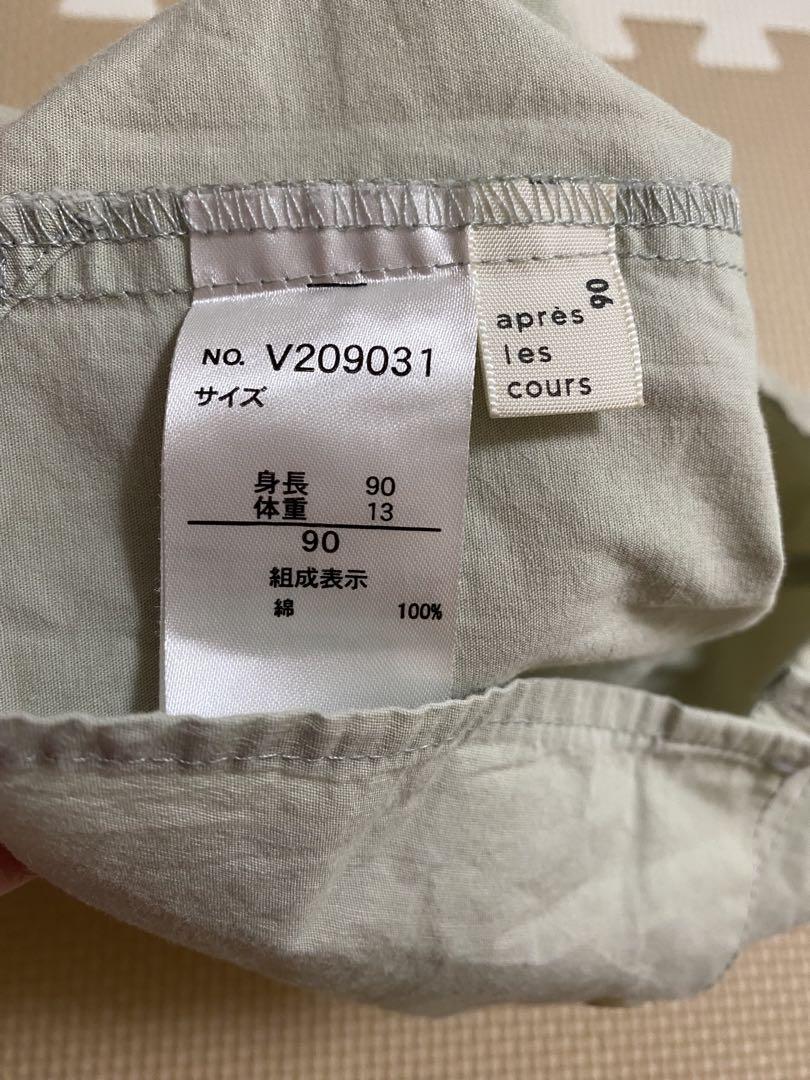 NO. V209031
サイズ
身長 90
体重 13
90
組成表示
綿 100%
après
les
cours
90